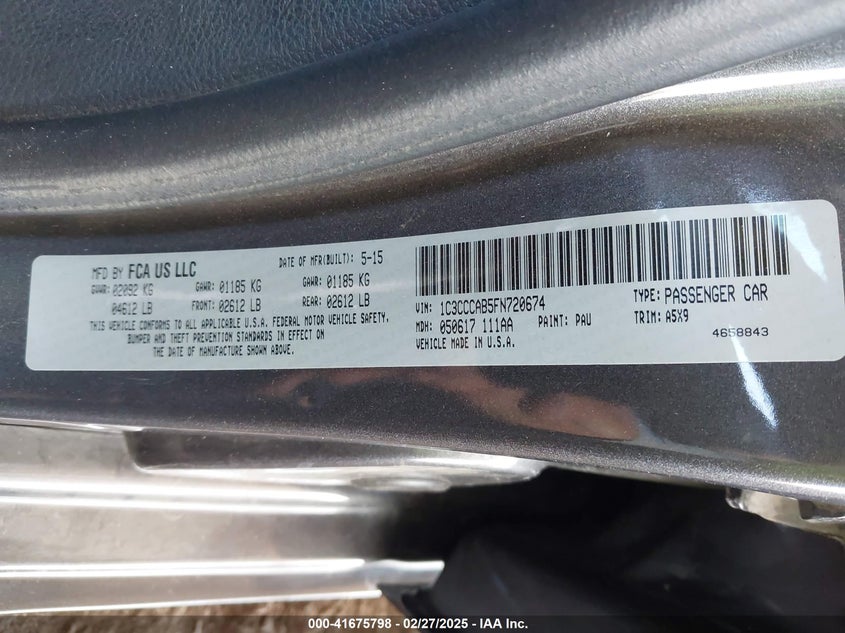 MFD BY FCA US LLC
DATE OF MFR(BUILT): 5-15
GVWR: 02092 KG
GAWR: 01185 KG
GAWR: 01185 KG
04612 LB
FRONT: 02612 LB
REAR: 02612 LB
THIS VEHICLE CONFORMS TO ALL APPLICABLE U.S.A. FEDERAL MOTOR VEHICLE SAFETY,
BUMPER AND THEFT PREVENTION STANDARDS IN EFFECT ON
THE DATE OF MANUFACTURE SHOWN ABOVE.
VIN: 1C3CCCAB5FN720674
TYPE: PASSENGER CAR
MDH: 050617 111AA
PAINT: PAU
TRIM: A5X9
VEHICLE MADE IN U.S.A.
4658843
000-41675798 - 02/27/2025 - IAA Inc.